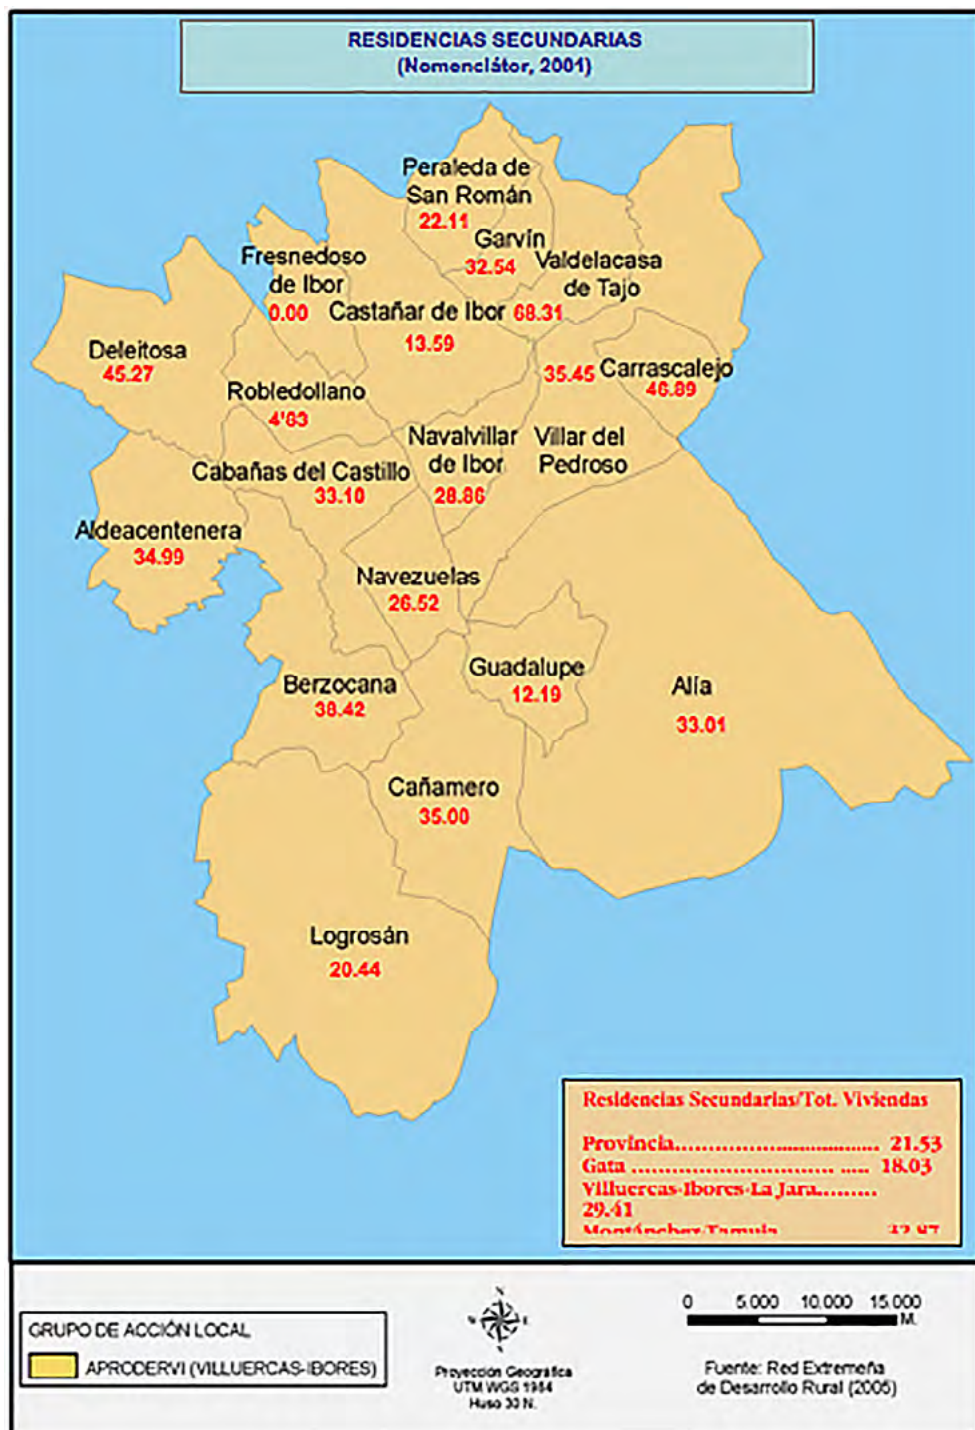 RESIDENCIAS SECUNDARIAS
(Nomenclátor, 2001)
Peraleda de
San Román
22.11
Garvín
32.54
Valdelacasa
de Tajo
68.31
Fresnedoso
de Ibor
0.00
Castañar de Ibor
13.59
Deleitosa
45.27
Robledollano
4'83
35.45
Carrascalejo
46.89
Navalvillar
de Ibor
28.86
Villar del
Pedroso
Cabañas del Castillo
33.10
Aldeacentenera
34.99
Navezuelas
26.52
Guadalupe
12.19
Alía
33.01
Berzocana
38.42
Cañamero
35.00
Logrosán
20.44
Residencias Secundarias/Tot. Viviendas
Provincia.................................... 21.53
Gata .................................. 18.03
Villuercas-Ibores-La Jara.........
29.41
GRUPO DE ACCIÓN LOCAL
APRODERVI (VILLUERCAS-IBORES)
N
Proyección Geográfica
UTM WGS 1984
Huso 30 N.
0 5.000 10.000 15.000
M.
Fuente: Red Extremeña
de Desarrollo Rural (2005)